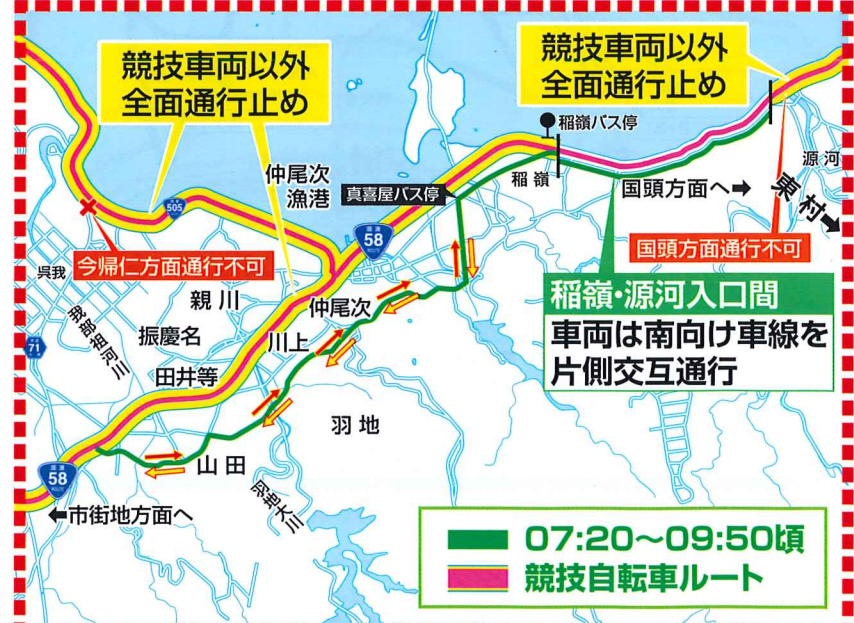 競技車両以外
全面通行止め
競技車両以外
全面通行止め
稲嶺バス停
源河
仲尾次
漁港
真喜屋バス停
稲嶺
国頭方面へ➡
東村➡
505
国道
58
ROUTE
国頭方面通行不可
今帰仁方面通行不可
呉我
親川
我部祖河川
71
振慶名
仲尾次
川上
田井等
稲嶺・源河入口間
車両は南向け車線を
片側交互通行
羽地
山田
羽地大川
国道
58
ROUTE
⬅市街地方面へ
07:20～09:50頃
競技自転車ルート